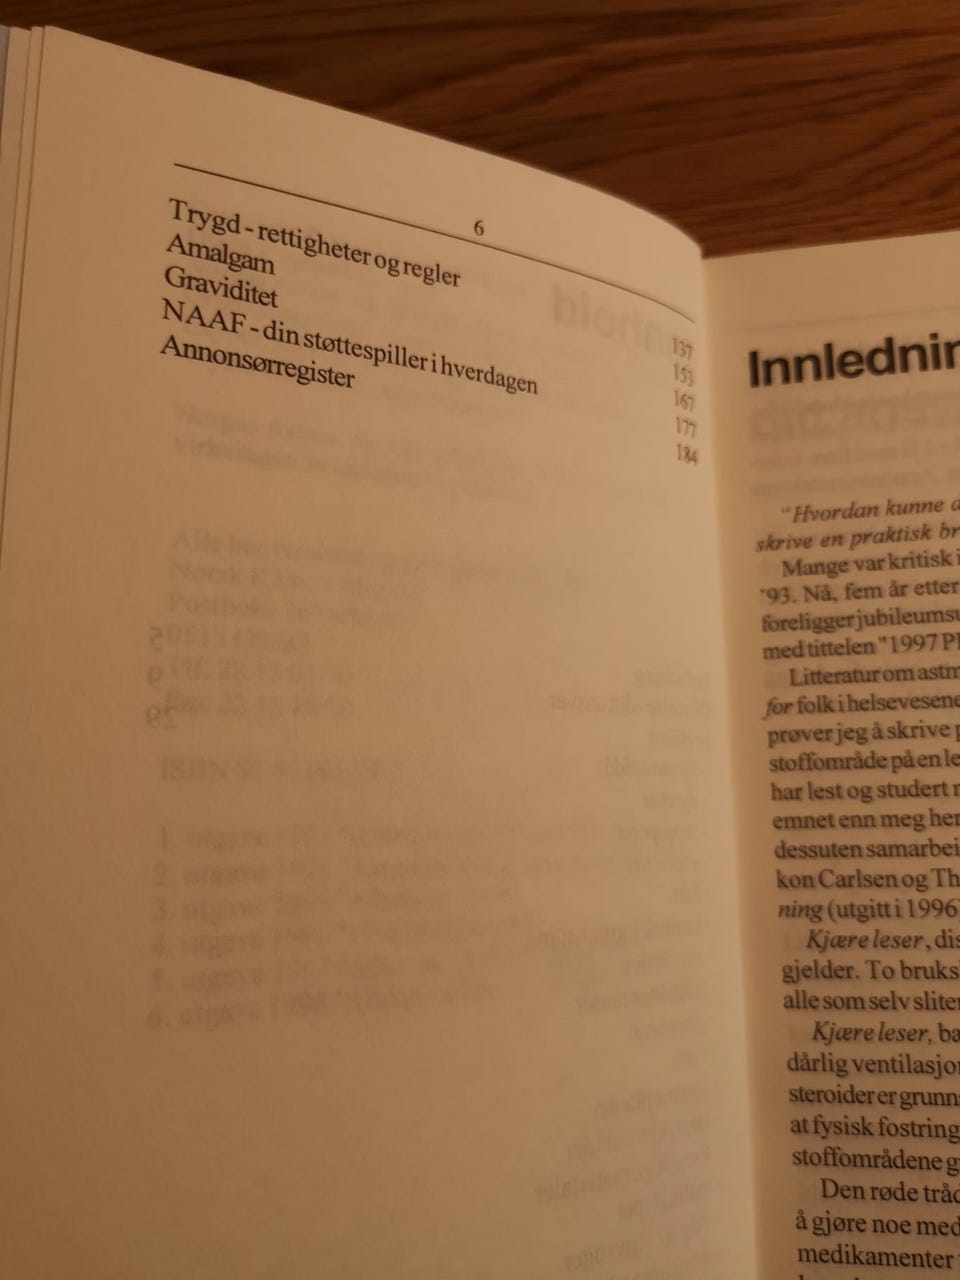 6
Trygd - rettigheter og regler 137
Amalgam 153
Graviditet 167
NAAF - din støttespiller i hverdagen 177
Annonsørregister 184
Innlednin
"Hvordan kunne d
skrive en praktisk br
Mange var kritisk i
'93. Nå, fem år etter
foreligger jubileumsu
med tittelen "1997 Pl
Litteratur om astm
for folk i helsevesene
prøver jeg å skrive p
stoffområde på en le
har lest og studert m
emnet enn meg her
dessuten samarbei
kon Carlsen og Th
ning (utgitt i 1996
Kjære leser, dis
gjelder. To bruksl
alle som selv sliter
Kjære leser, ba
dårlig ventilasjon
steroider er grunn
at fysisk fostring
stoffområdene g
Den røde tråd
å gjøre noe med
medikamenter